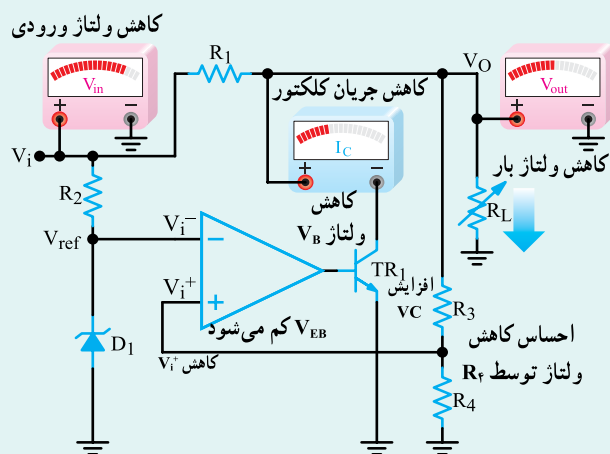 کاهش ولتاژ ورودی
Vin
+ −
R1
VO
Vout
+ −
کاهش جریان کلکتور
IC
+ −
Vi
R2
کاهش
ولتاژ
VB
کاهش ولتاژ بار
RL
Vref
Vi−
−
Vi+
+
TR1
افزایش
VC
R3
VEB کم می‌شود
D1
کاهش Vi+
احساس کاهش
ولتاژ توسط R۴
R4